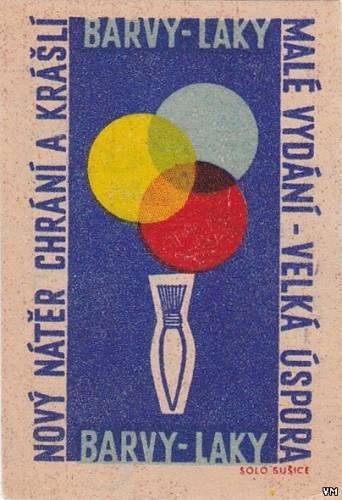 BARVY-LAKY
NOVÝ NÁTĚR CHRÁNÍ A KRÁŠLÍ
MALÉ VYDÁNÍ - VELKÁ ÚSPORA
BARVY-LAKY
SOLO SUŠICE
VM